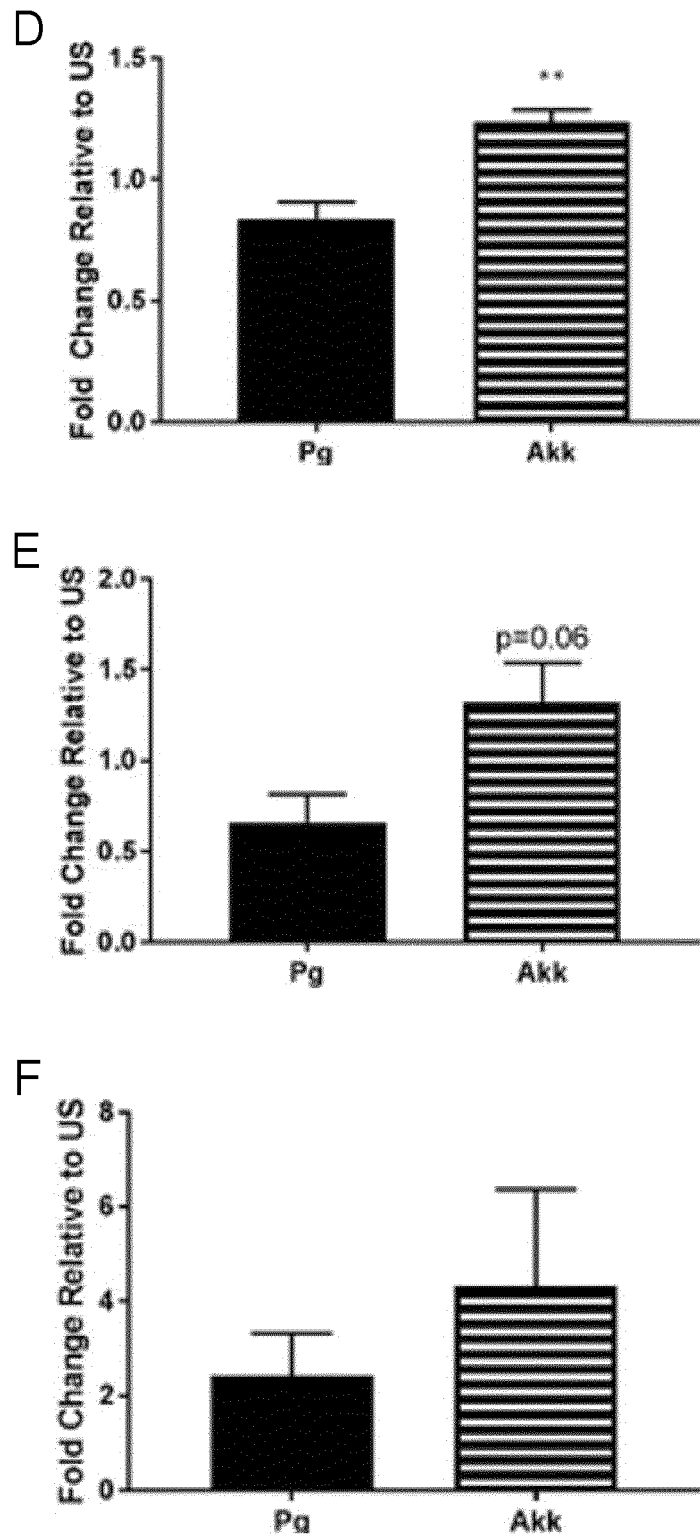 D
Fold Change Relative to US
1.5
**
1.0
0.5
0.0
Pg
Akk
E
Fold Change Relative to US
2.0
p=0.06
1.5
1.0
0.5
0.0
Pg
Akk
F
Fold Change Relative to US
8
6
4
2
0
Pg
Akk